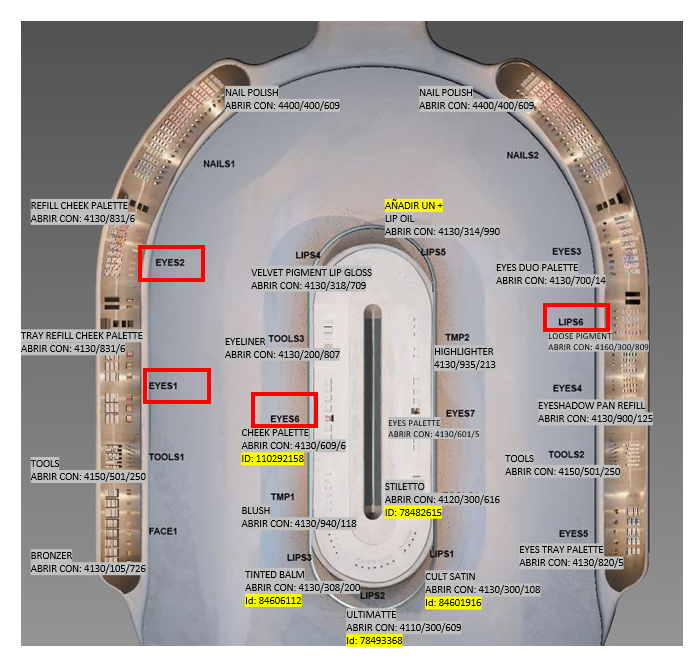 NAIL POLISH
ABRIR CON: 4400/400/609
NAIL POLISH
ABRIR CON: 4400/400/609
NAILS1
NAILS2
REFILL CHEEK PALETTE
ABRIR CON: 4130/831/6
AÑADIR UN +
LIP OIL
ABRIR CON: 4130/314/990
EYES2
LIPS4
LIPS5
EYES3
VELVET PIGMENT LIP GLOSS
ABRIR CON: 4130/318/709
EYES DUO PALETTE
ABRIR CON: 4130/700/14
LIPS6
LOOSE PIGMENT
ABRIR CON: 4160/300/809
TRAY REFILL CHEEK PALETTE
ABRIR CON: 4130/831/6
TOOLS3
EYELINER
ABRIR CON: 4130/200/807
TMP2
HIGHLIGHTER
ABRIR CON: 4130/935/213
EYES1
EYES4
EYESHADOW PAN REFILL
ABRIR CON: 4130/900/125
EYES6
CHEEK PALETTE
ABRIR CON: 4130/609/6
ID: 110292158
EYES7
EYES PALETTE
ABRIR CON: 4130/601/5
TOOLS1
TOOLS
ABRIR CON: 4150/501/250
TOOLS2
TOOLS
ABRIR CON: 4150/501/250
STILETTO
ABRIR CON: 4120/300/616
ID: 78482615
TMP1
BLUSH
ABRIR CON: 4130/940/118
FACE1
BRONZER
ABRIR CON: 4130/105/726
EYES5
EYES TRAY PALETTE
ABRIR CON: 4130/820/5
LIPS3
TINTED BALM
ABRIR CON: 4130/308/200
Id: 84606112
LIPS1
CULT SATIN
ABRIR CON: 4130/300/108
Id: 84601916
LIPS2
ULTIMATTE
ABRIR CON: 4110/300/609
Id: 78493368